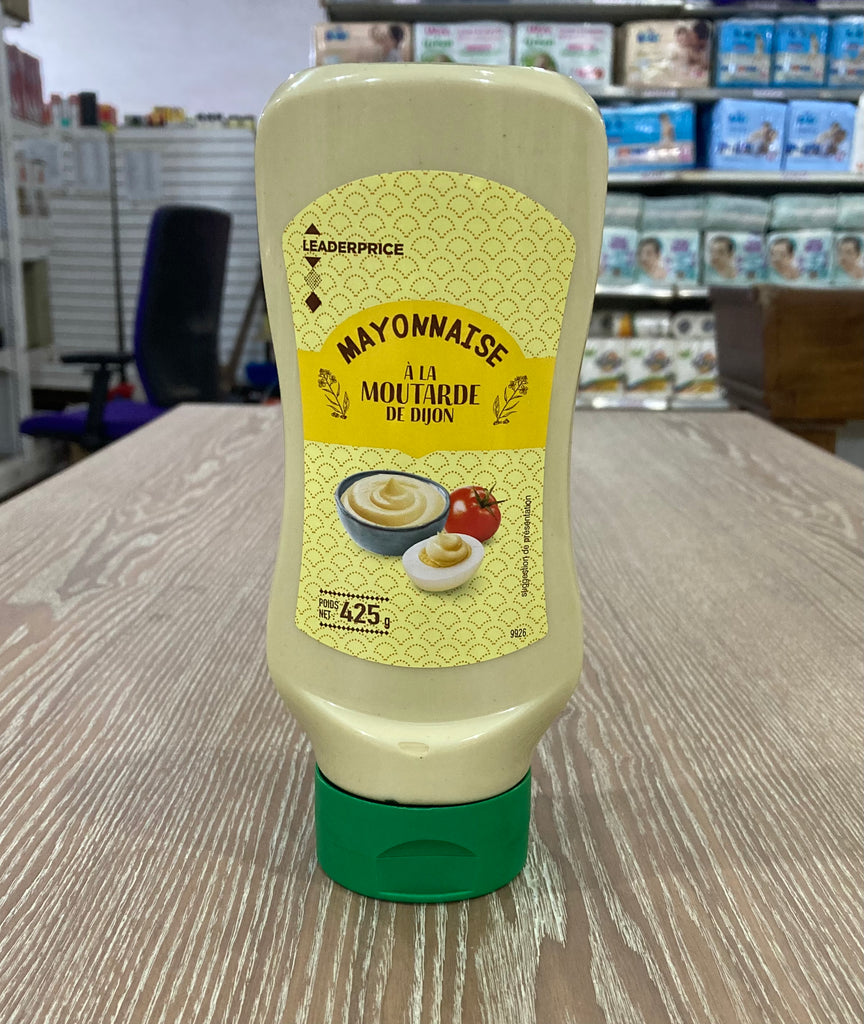 LEADERPRICE
MAYONNAISE
À LA
MOUTARDE
DE DIJON
suggestion de présentation
POIDS
NET : 425 g
9926